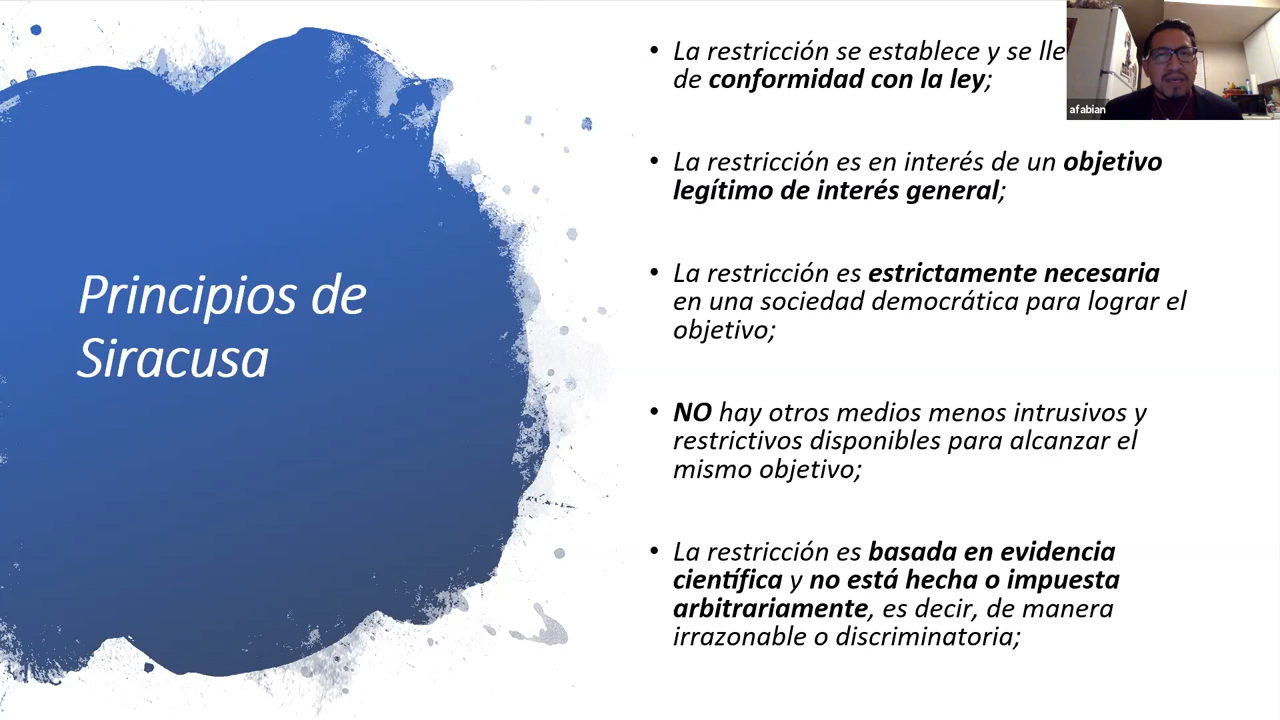 Principios de
Siracusa
• La restricción se establece y se lle
de conformidad con la ley;
• La restricción es en interés de un objetivo
legítimo de interés general;
• La restricción es estrictamente necesaria
en una sociedad democrática para lograr el
objetivo;
• NO hay otros medios menos intrusivos y
restrictivos disponibles para alcanzar el
mismo objetivo;
• La restricción es basada en evidencia
científica y no está hecha o impuesta
arbitrariamente, es decir, de manera
irrazonable o discriminatoria;
afabian